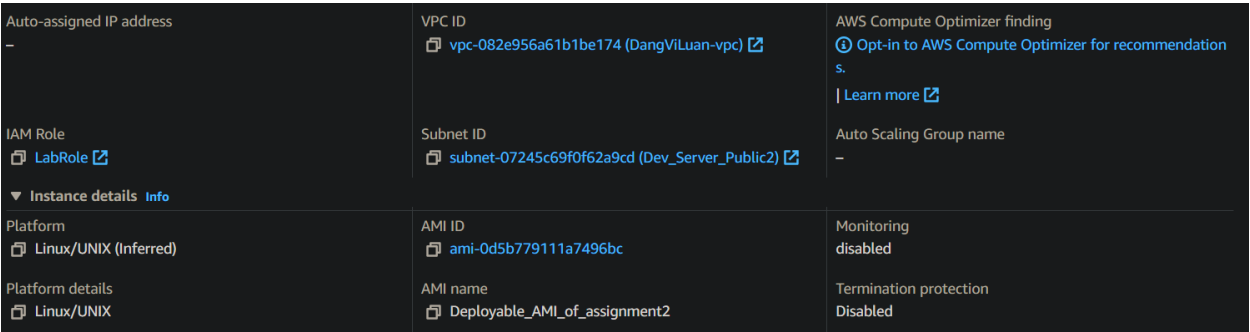 Auto-assigned IP address
–
VPC ID
vpc-082e956a61b1be174 (DangViLuan-vpc)
AWS Compute Optimizer finding
Opt-in to AWS Compute Optimizer for recommendation
s.
| Learn more
IAM Role
LabRole
Subnet ID
subnet-07245c69f0f62a9cd (Dev_Server_Public2)
Auto Scaling Group name
–
Instance details Info
Platform
Linux/UNIX (Inferred)
AMI ID
ami-0d5b779111a7496bc
Monitoring
disabled
Platform details
Linux/UNIX
AMI name
Deployable_AMI_of_assignment2
Termination protection
Disabled